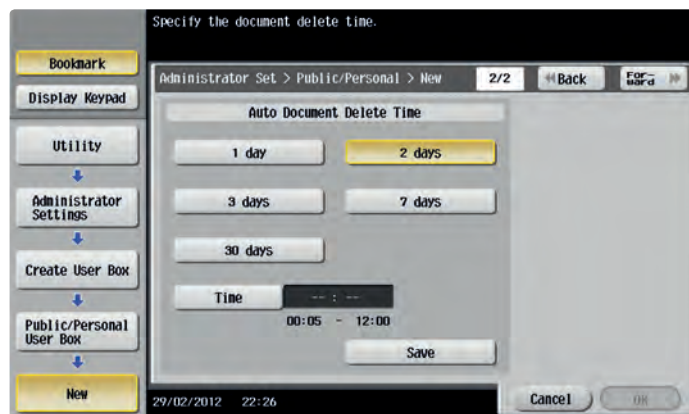 Specify the document delete time.
Bookmark
Display Keypad
Utility
Administrator
Settings
Create User Box
Public/Personal
User Box
New
Administrator Set > Public/Personal > New
2/2
Back
For-
ward
Auto Document Delete Time
1 day
2 days
3 days
7 days
30 days
Time
-- : --
00:05 - 12:00
Save
29/02/2012 22:26
Cancel
OK